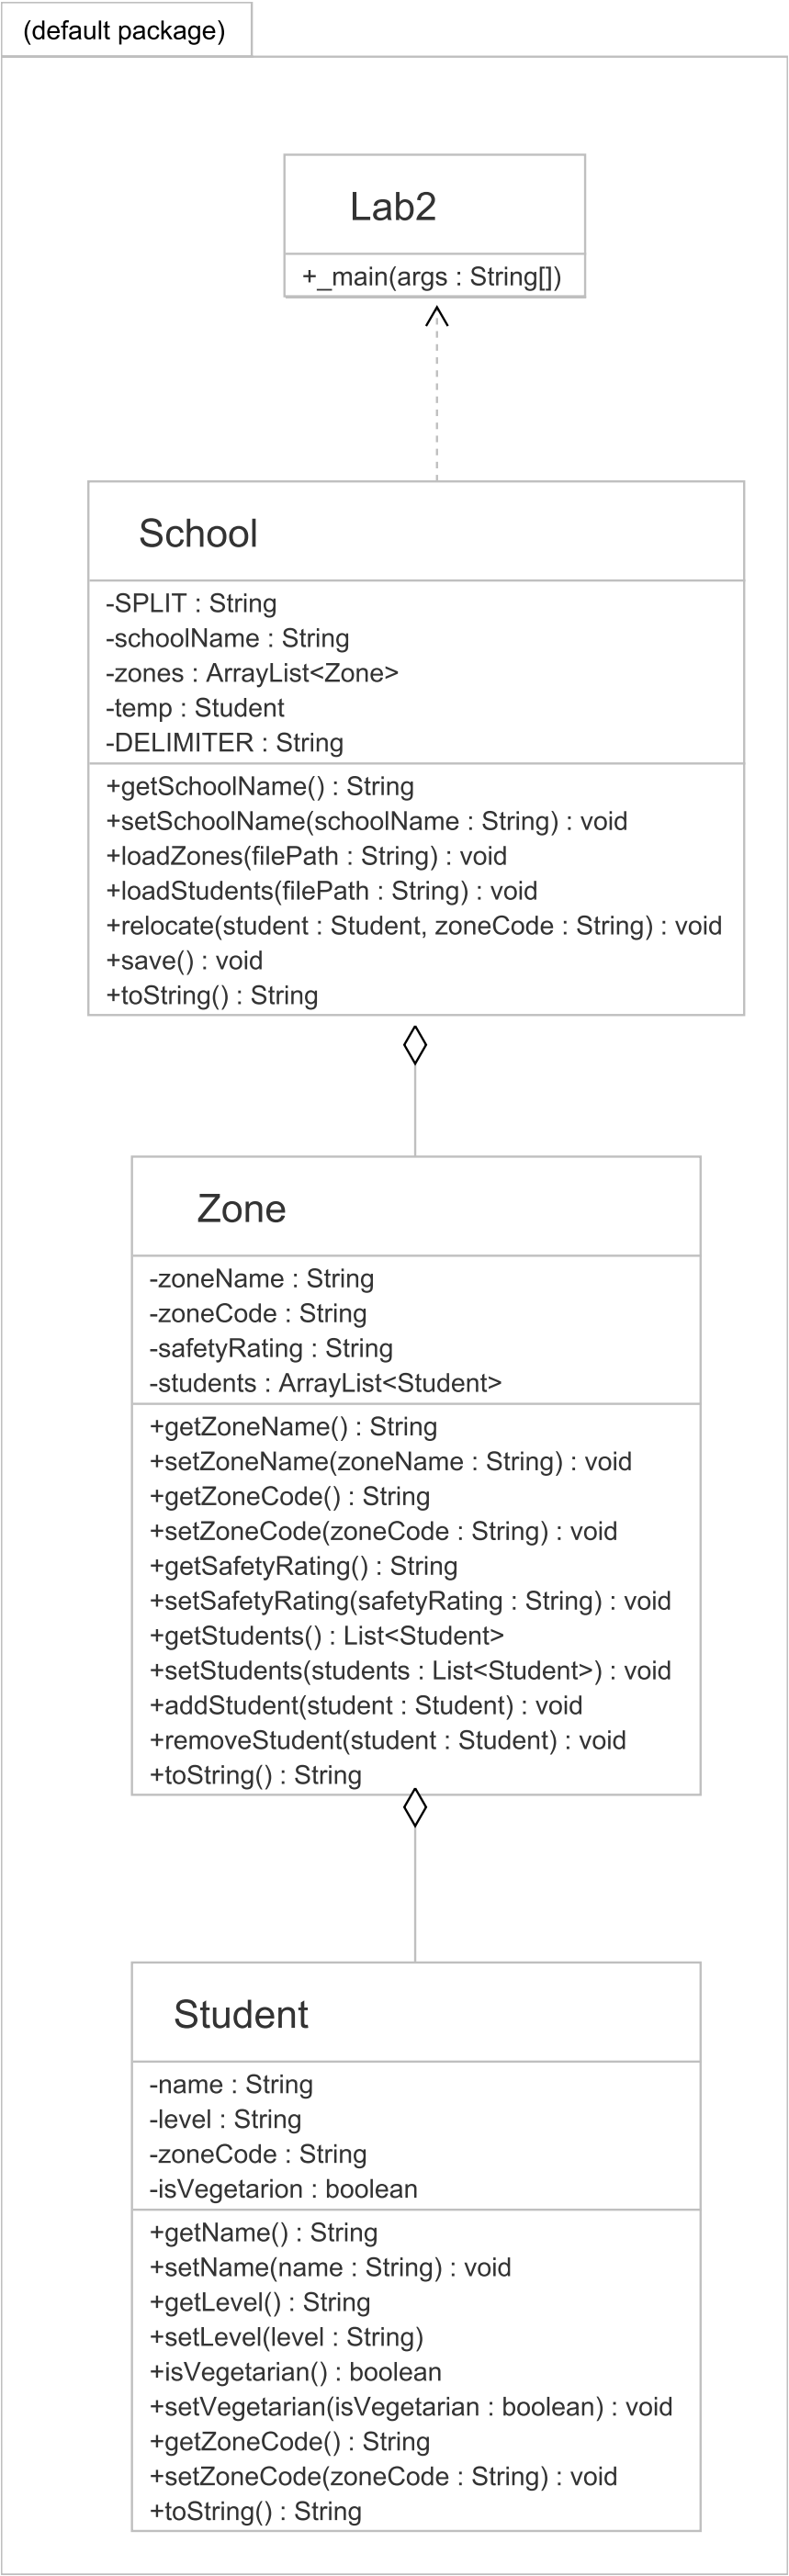 (default package)
Lab2
+_main(args : String[])
School
-SPLIT : String
-schoolName : String
-zones : ArrayList<Zone>
-temp : Student
-DELIMITER : String
+getSchoolName() : String
+setSchoolName(schoolName : String) : void
+loadZones(filePath : String) : void
+loadStudents(filePath : String) : void
+relocate(student : Student, zoneCode : String) : void
+save() : void
+toString() : String
Zone
-zoneName : String
-zoneCode : String
-safetyRating : String
-students : ArrayList<Student>
+getZoneName() : String
+setZoneName(zoneName : String) : void
+getZoneCode() : String
+setZoneCode(zoneCode : String) : void
+getSafetyRating() : String
+setSafetyRating(safetyRating : String) : void
+getStudents() : List<Student>
+setStudents(students : List<Student>) : void
+addStudent(student : Student) : void
+removeStudent(student : Student) : void
+toString() : String
Student
-name : String
-level : String
-zoneCode : String
-isVegetarion : boolean
+getName() : String
+setName(name : String) : void
+getLevel() : String
+setLevel(level : String)
+isVegetarian() : boolean
+setVegetarian(isVegetarian : boolean) : void
+getZoneCode() : String
+setZoneCode(zoneCode : String) : void
+toString() : String